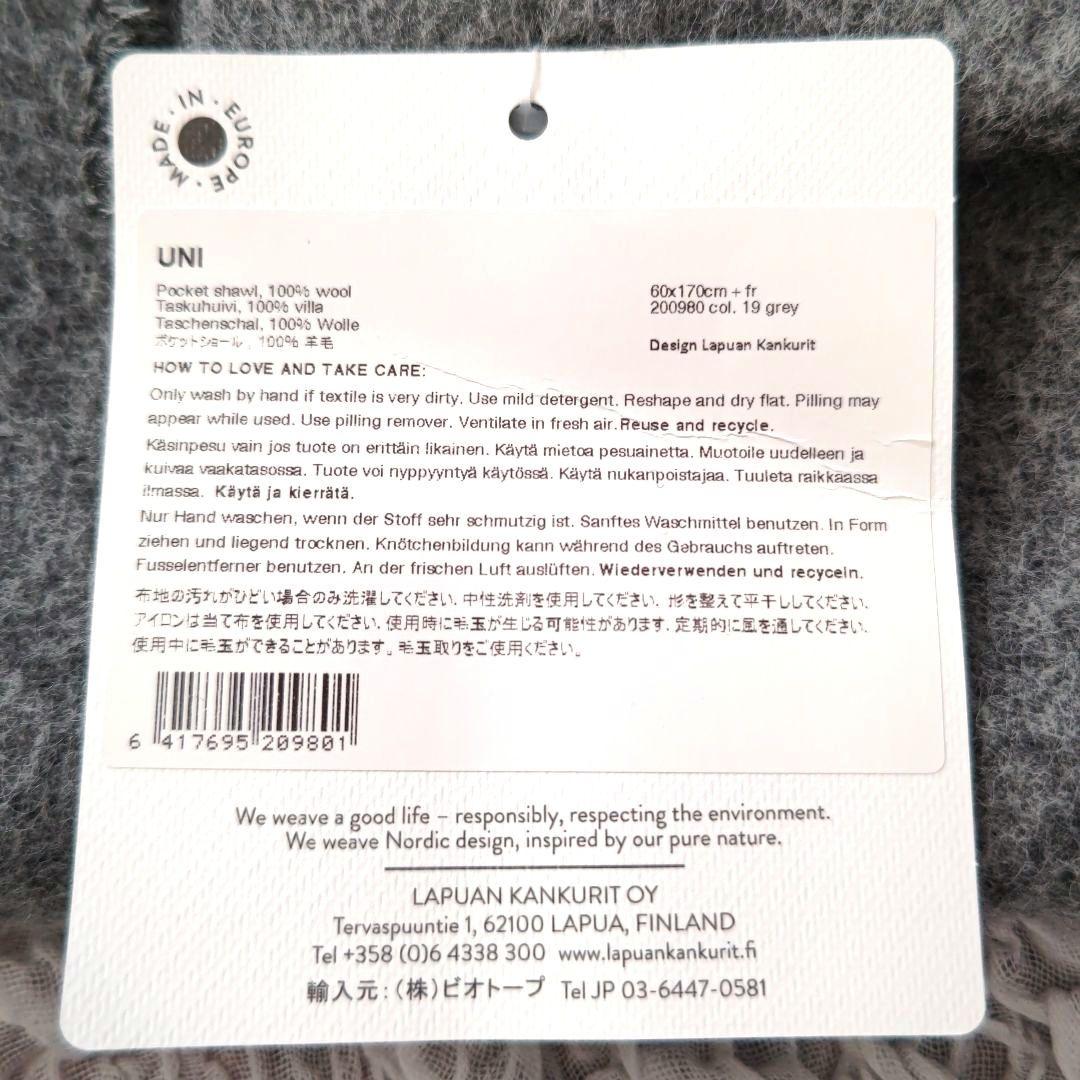 MADE · IN · EUROPE ·
UNI
Pocket shawl, 100% wool
Taskuhuivi, 100% villa
Taschenschal, 100% Wolle
ポケットショール , 100% 羊毛
60x170cm + fr
200980 col. 19 grey
Design Lapuan Kankurit
HOW TO LOVE AND TAKE CARE:
Only wash by hand if textile is very dirty. Use mild detergent. Reshape and dry flat. Pilling may
appear while used. Use pilling remover. Ventilate in fresh air. Reuse and recycle.
Käsinpesu vain jos tuote on erittäin likainen. Käytä mietoa pesuainetta. Muotoile uudelleen ja
kuivaa vaakatasossa. Tuote voi nyppyyntyä käytössä. Käytä nukanpoistajaa. Tuuleta raikkaassa
ilmassa. Käytä ja kierrätä.
Nur Hand waschen, wenn der Stoff sehr schmutzig ist. Sanftes Waschmittel benutzen. In Form
ziehen und liegend trocknen. Knötchenbildung kann während des Gebrauchs auftreten.
Fusselentferner benutzen. An der frischen Luft auslüften. Wiederverwenden und recyceln.
布地の汚れがひどい場合のみ洗濯してください. 中性洗剤を使用してください. 形を整えて平干ししてください.
アイロンは当て布を使用してください. 使用時に毛玉が生じる可能性があります. 定期的に風を通してください.
使用中に毛玉ができることがあります。毛玉取りをご使用ください。
6 417695 209801
We weave a good life – responsibly, respecting the environment.
We weave Nordic design, inspired by our pure nature.
LAPUAN KANKURIT OY
Tervaspuuntie 1, 62100 LAPUA, FINLAND
Tel +358 (0)6 4338 300 www.lapuankankurit.fi
輸入元:(株)ビオトープ Tel JP 03-6447-0581